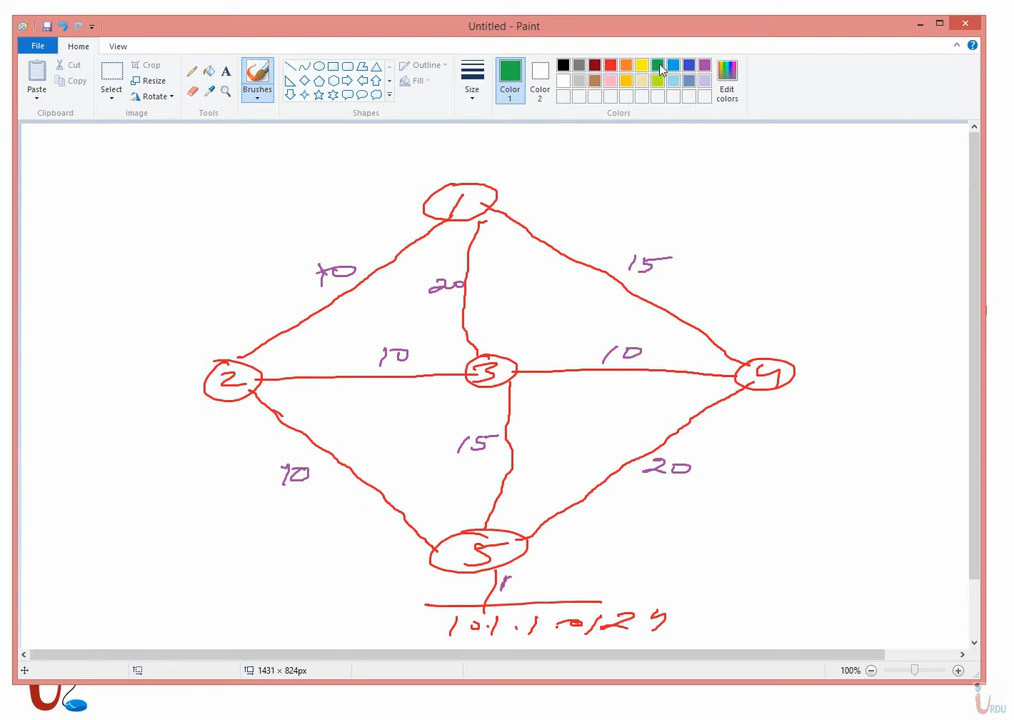 Untitled - Paint
File Home View
Cut
Copy
Paste
Clipboard
Select
Crop
Resize
Rotate
Image
Tools
Brushes
Outline
Fill
Shapes
Size
Color 1
Color 2
Edit colors
Colors
1
10
20
15
2
10
3
10
4
10
15
20
5
1
10.1.1.0/24
1431 × 824px
100%
URDU